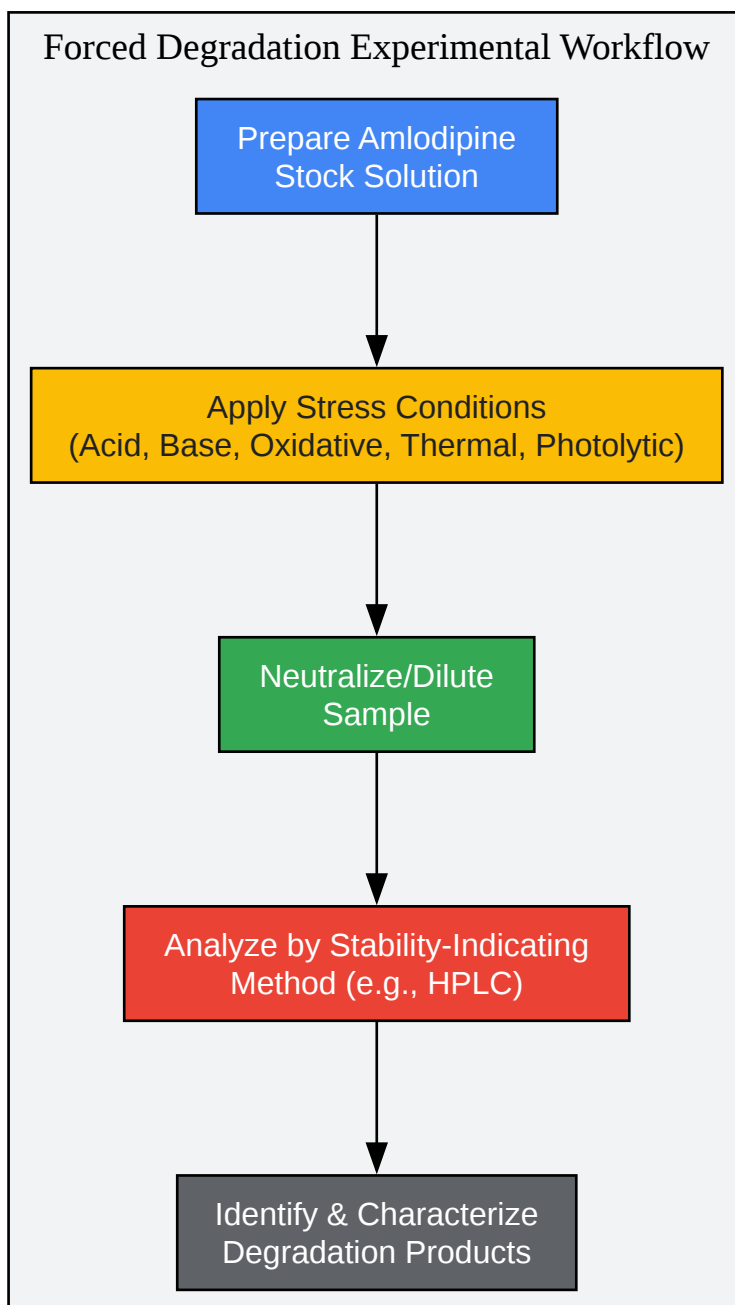 Forced Degradation Experimental Workflow
Prepare Amlodipine
Stock Solution
Apply Stress Conditions
(Acid, Base, Oxidative, Thermal, Photolytic)
Neutralize/Dilute
Sample
Analyze by Stability-Indicating
Method (e.g., HPLC)
Identify & Characterize
Degradation Products